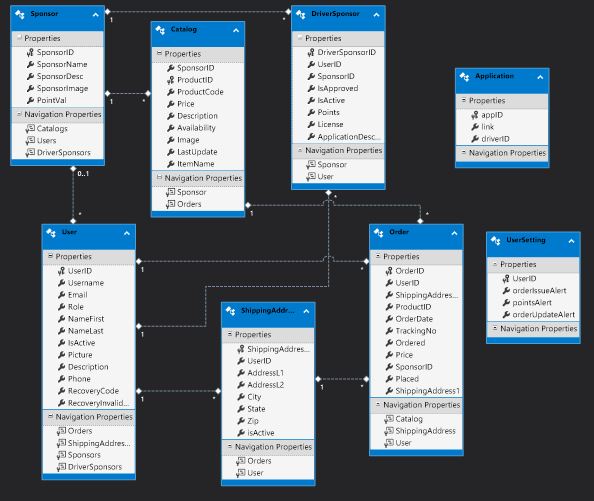 Sponsor
Properties
SponsorID
SponsorName
SponsorDesc
SponsorImage
PointVal
Navigation Properties
Catalogs
Users
DriverSponsors
1
*
1
*
0..1
*
Catalog
Properties
SponsorID
ProductID
ProductCode
Price
Description
Availability
Image
LastUpdate
ItemName
Navigation Properties
Sponsor
Orders
1
*
DriverSponsor
Properties
DriverSponsorID
UserID
SponsorID
IsApproved
IsActive
Points
License
ApplicationDesc...
Navigation Properties
Sponsor
User
*
Application
Properties
appID
link
driverID
Navigation Properties
User
Properties
UserID
Username
Email
Role
NameFirst
NameLast
IsActive
Picture
Description
Phone
RecoveryCode
RecoveryInvalid...
Navigation Properties
Orders
ShippingAddres...
Sponsors
DriverSponsors
1
*
1
1
*
ShippingAddr...
Properties
ShippingAddres...
UserID
AddressL1
AddressL2
City
State
Zip
isActive
Navigation Properties
Orders
User
1
*
Order
Properties
OrderID
UserID
ShippingAddres...
ProductID
OrderDate
TrackingNo
Ordered
Price
SponsorID
Placed
ShippingAddress1
Navigation Properties
Catalog
ShippingAddress
User
UserSetting
Properties
UserID
orderIssueAlert
pointsAlert
orderUpdateAlert
Navigation Properties